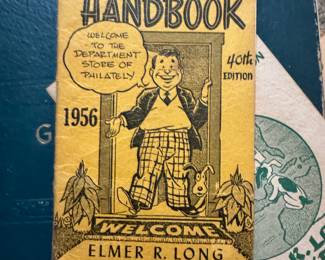 HANDBOOK
WELCOME
-TO THE
DEPARTMENT
STORE OF
PHILATELY
40th
EDITION
1956
WELCOME
ELMER R. LONG